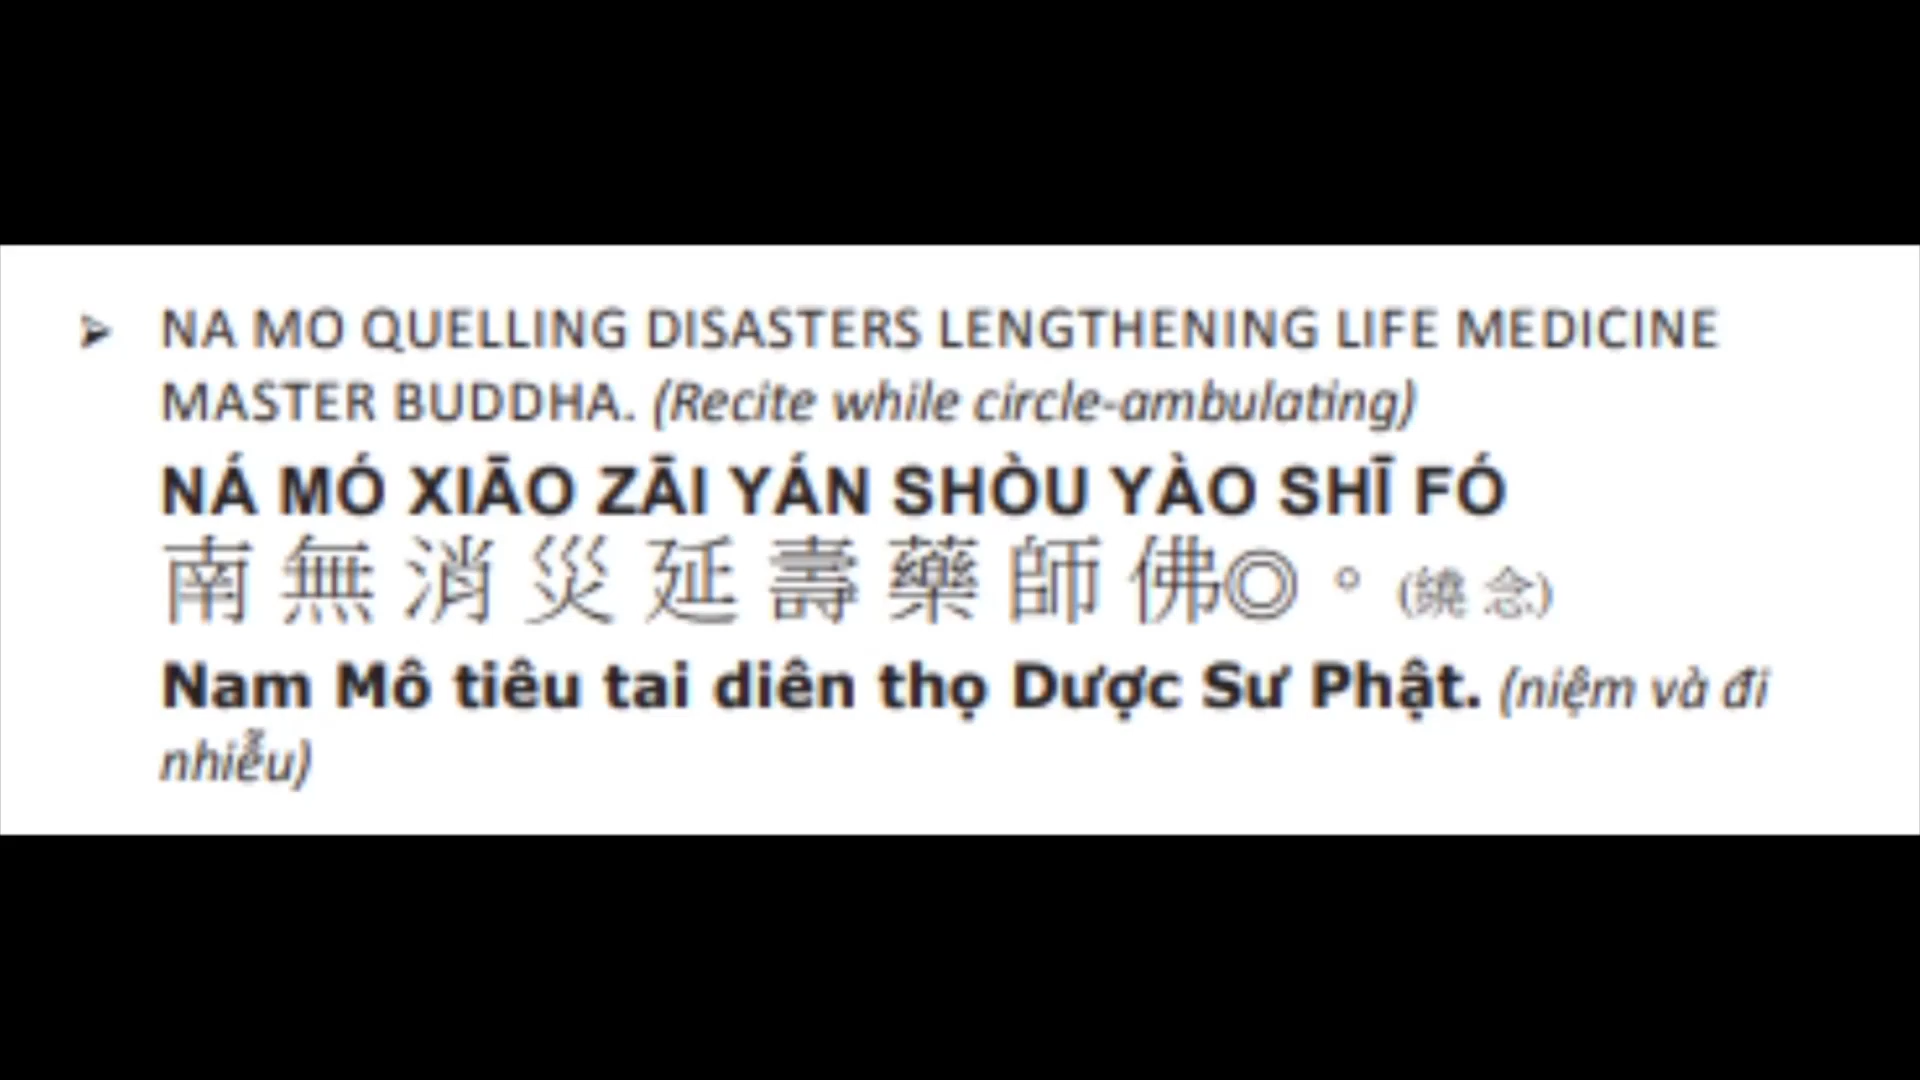 ➢ NA MO QUELLING DISASTERS LENGTHENING LIFE MEDICINE
MASTER BUDDHA. (Recite while circle-ambulating)
NÁ MÓ XIĀO ZĀI YÁN SHÒU YÀO SHĪ FÓ
南 無 消 災 延 壽 藥 師 佛◎。(繞 念)
Nam Mô tiêu tai diên thọ Dược Sư Phật. (niệm và đi
nhiễu)